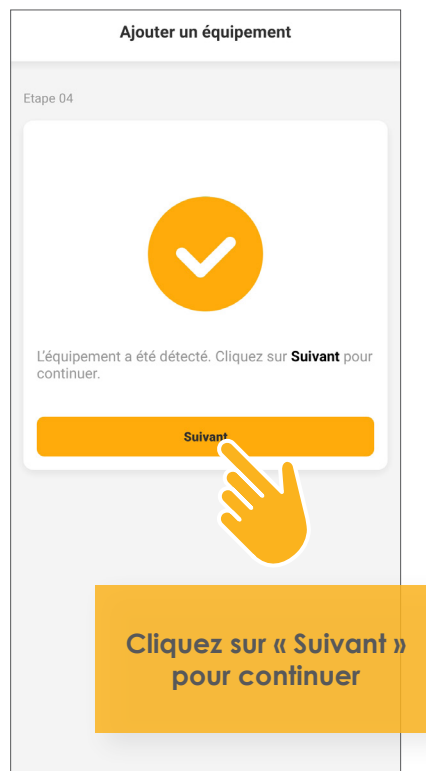 Ajouter un équipement
Etape 04
L'équipement a été détecté. Cliquez sur Suivant pour
continuer.
Suivant
Cliquez sur « Suivant »
pour continuer